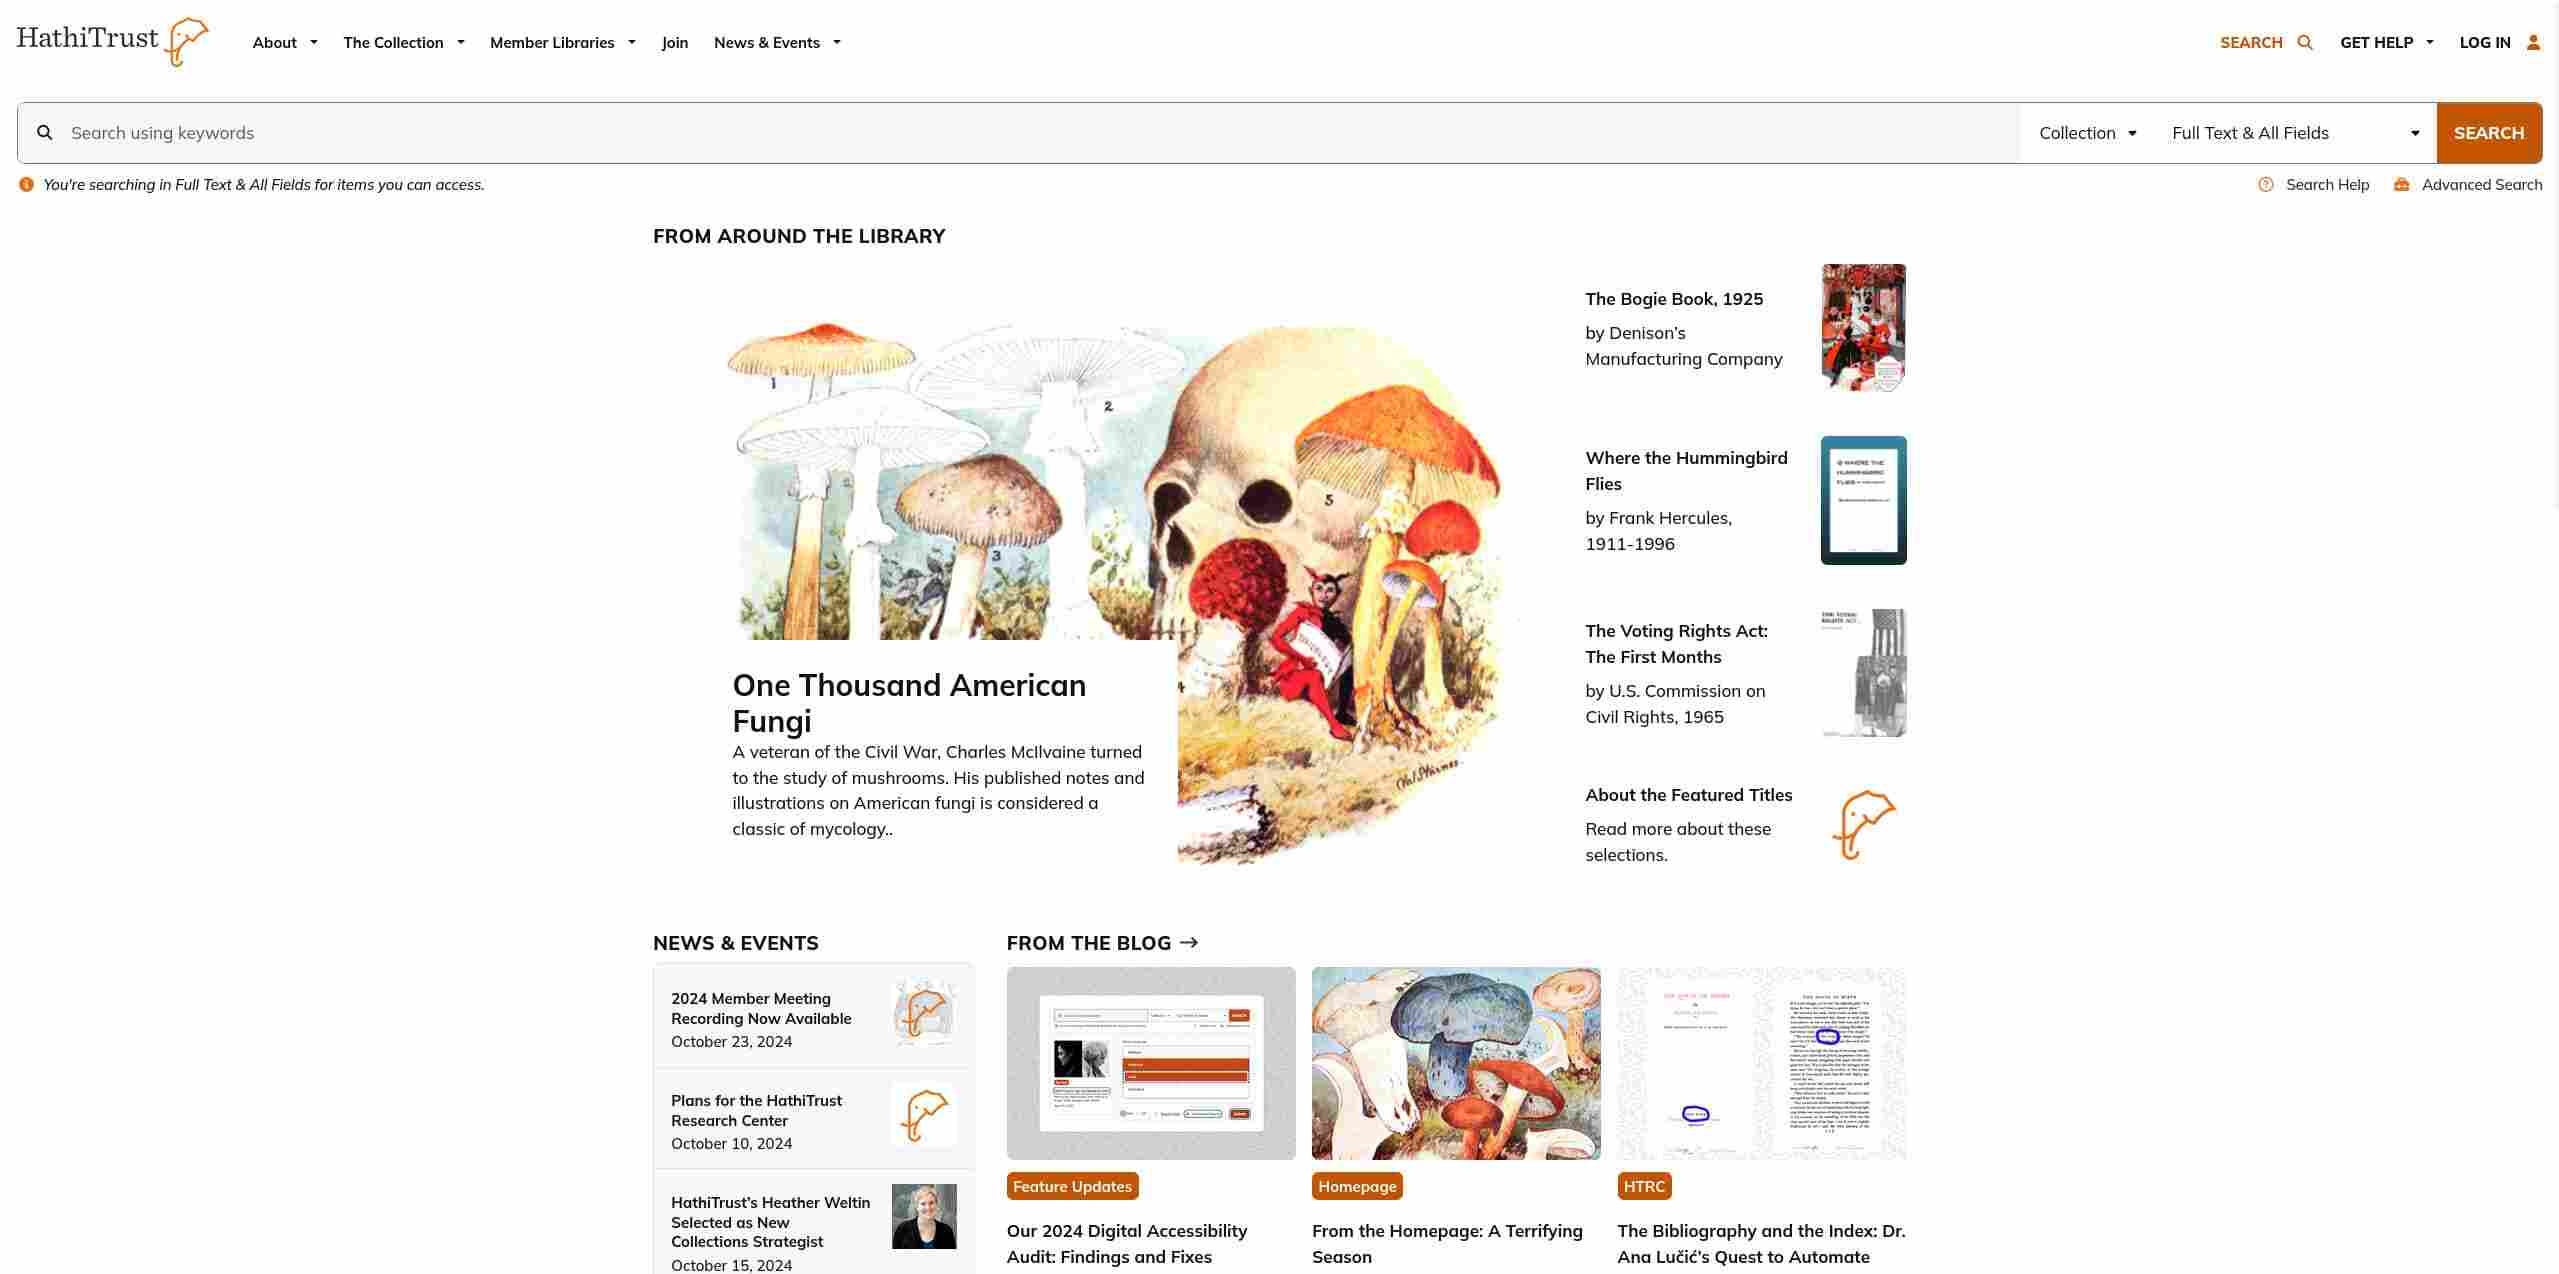 HathiTrust
About
The Collection
Member Libraries
Join
News & Events
SEARCH
GET HELP
LOG IN
Search using keywords
Collection
Full Text & All Fields
SEARCH
You're searching in Full Text & All Fields for items you can access.
Search Help
Advanced Search
FROM AROUND THE LIBRARY
1
2
3
5
One Thousand American
Fungi
A veteran of the Civil War, Charles McIlvaine turned
to the study of mushrooms. His published notes and
illustrations on American fungi is considered a
classic of mycology..
The Bogie Book, 1925
by Denison's
Manufacturing Company
Where the Hummingbird
Flies
by Frank Hercules,
1911-1996
WHERE THE
HUMMINGBIRD
FLIES
The Voting Rights Act:
The First Months
by U.S. Commission on
Civil Rights, 1965
About the Featured Titles
Read more about these
selections.
NEWS & EVENTS
2024 Member Meeting
Recording Now Available
October 23, 2024
Plans for the HathiTrust
Research Center
October 10, 2024
HathiTrust's Heather Weltin
Selected as New
Collections Strategist
October 15, 2024
FROM THE BLOG
Feature Updates
Our 2024 Digital Accessibility
Audit: Findings and Fixes
Homepage
From the Homepage: A Terrifying
Season
HTRC
The Bibliography and the Index: Dr.
Ana Lučić's Quest to Automate